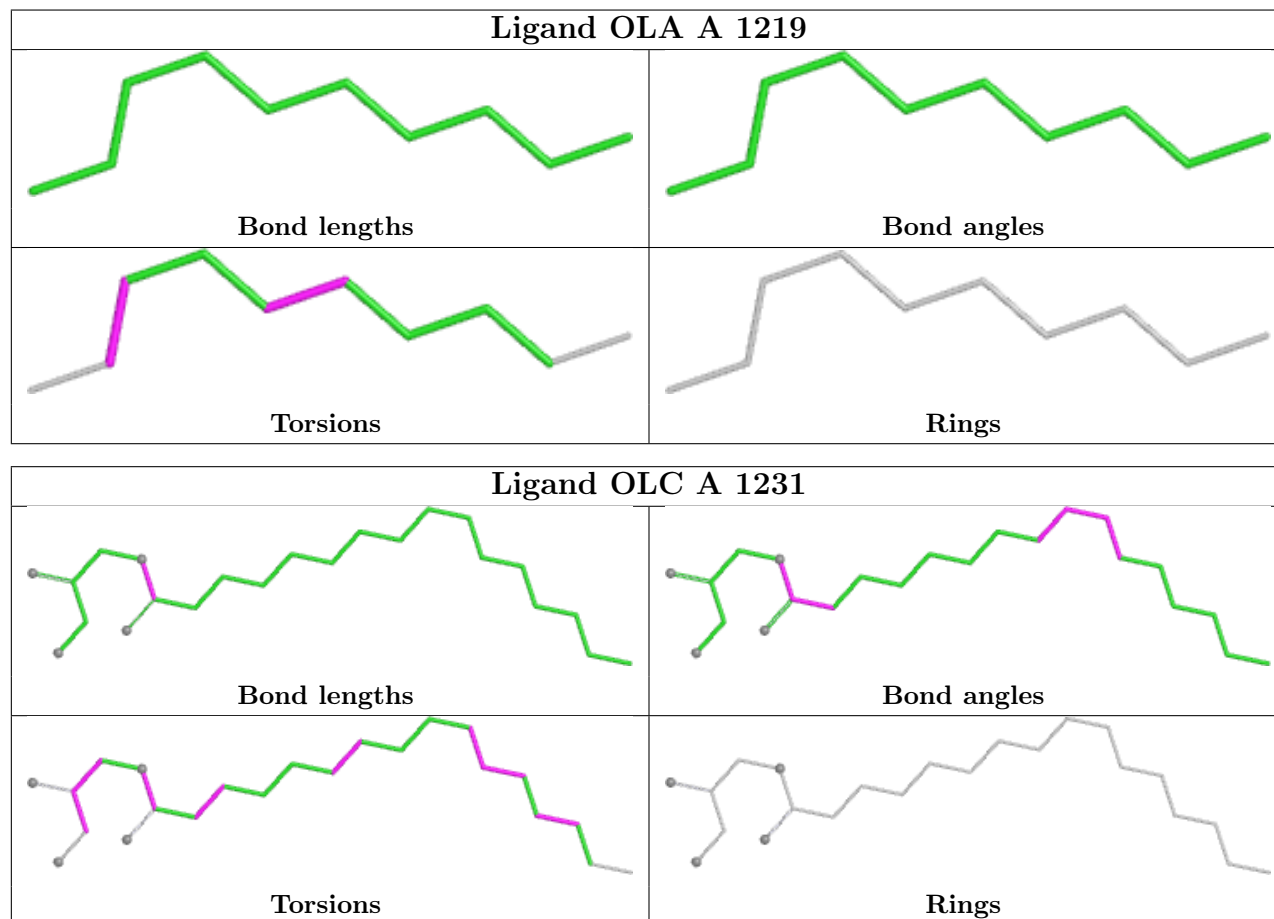 Ligand OLA A 1219
Bond lengths
Bond angles
Torsions
Rings
Ligand OLC A 1231
Bond lengths
Bond angles
Torsions
Rings